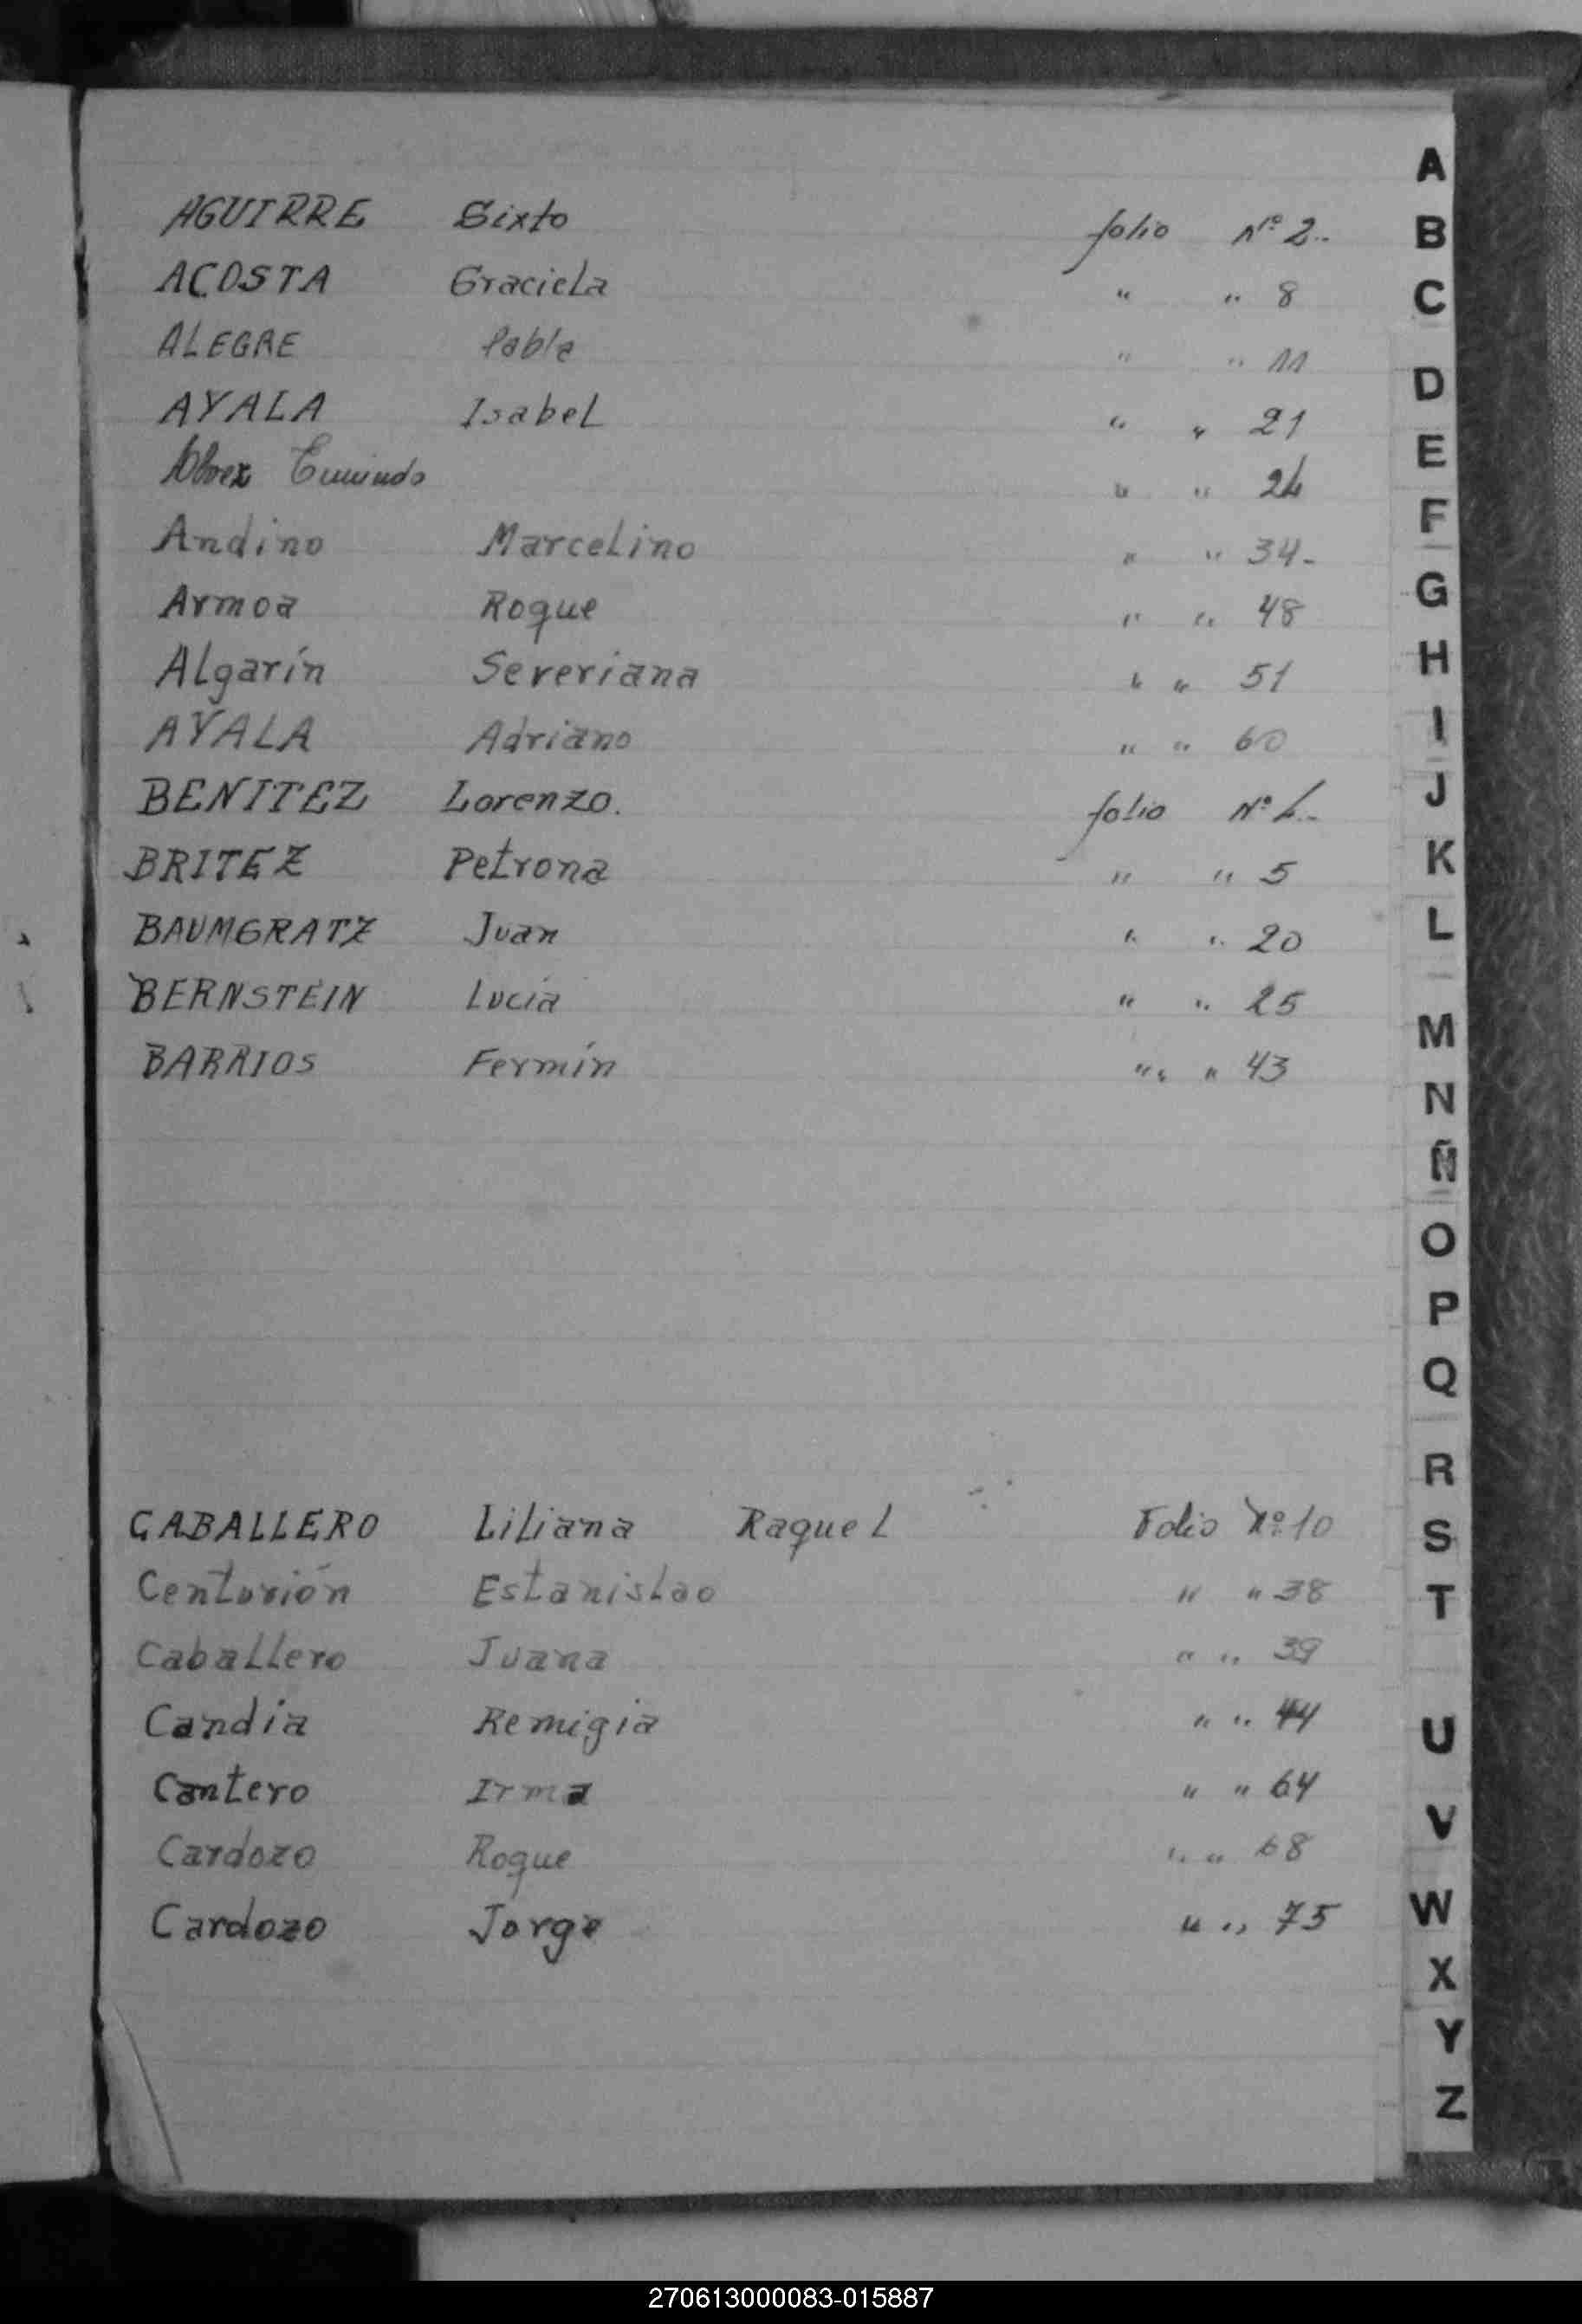 AGUIRRE Sixto folio Nº 2..
ACOSTA Graciela " " 8
ALEGRE Pabla " " 11
AYALA Isabel " " 21
" " 24
Andino Marcelino " " 34-
Armoa Roque " " 48
Algarín Severiana " " 51
AYALA Adriano " " 60
BENITEZ Lorenzo. folio Nº 4..
BRITEZ Petrona " " 5
BAUMGRATZ Juan " " 20
BERNSTEIN Lucía " " 25
BARRIOS Fermín " " 43
CABALLERO Liliana Raquel Folio Nº 10
Centurión Estanislao " " 38
Caballero Juana " " 39
Candia Remigia " " 44
Cantero Irma " " 64
Cardozo Roque " " 68
Cardozo Jorge " " 75
A
B
C
D
E
F
G
H
I
J
K
L
M
N
Ñ
O
P
Q
R
S
T
U
V
W
X
Y
Z
270613000083-015887